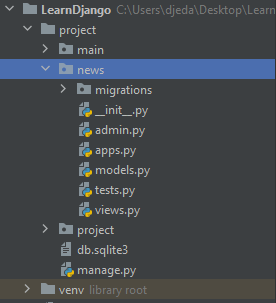 LearnDjango C:\Users\djeda\Desktop\Learn
project
main
news
migrations
__init__.py
admin.py
apps.py
models.py
tests.py
views.py
project
db.sqlite3
manage.py
venv library root